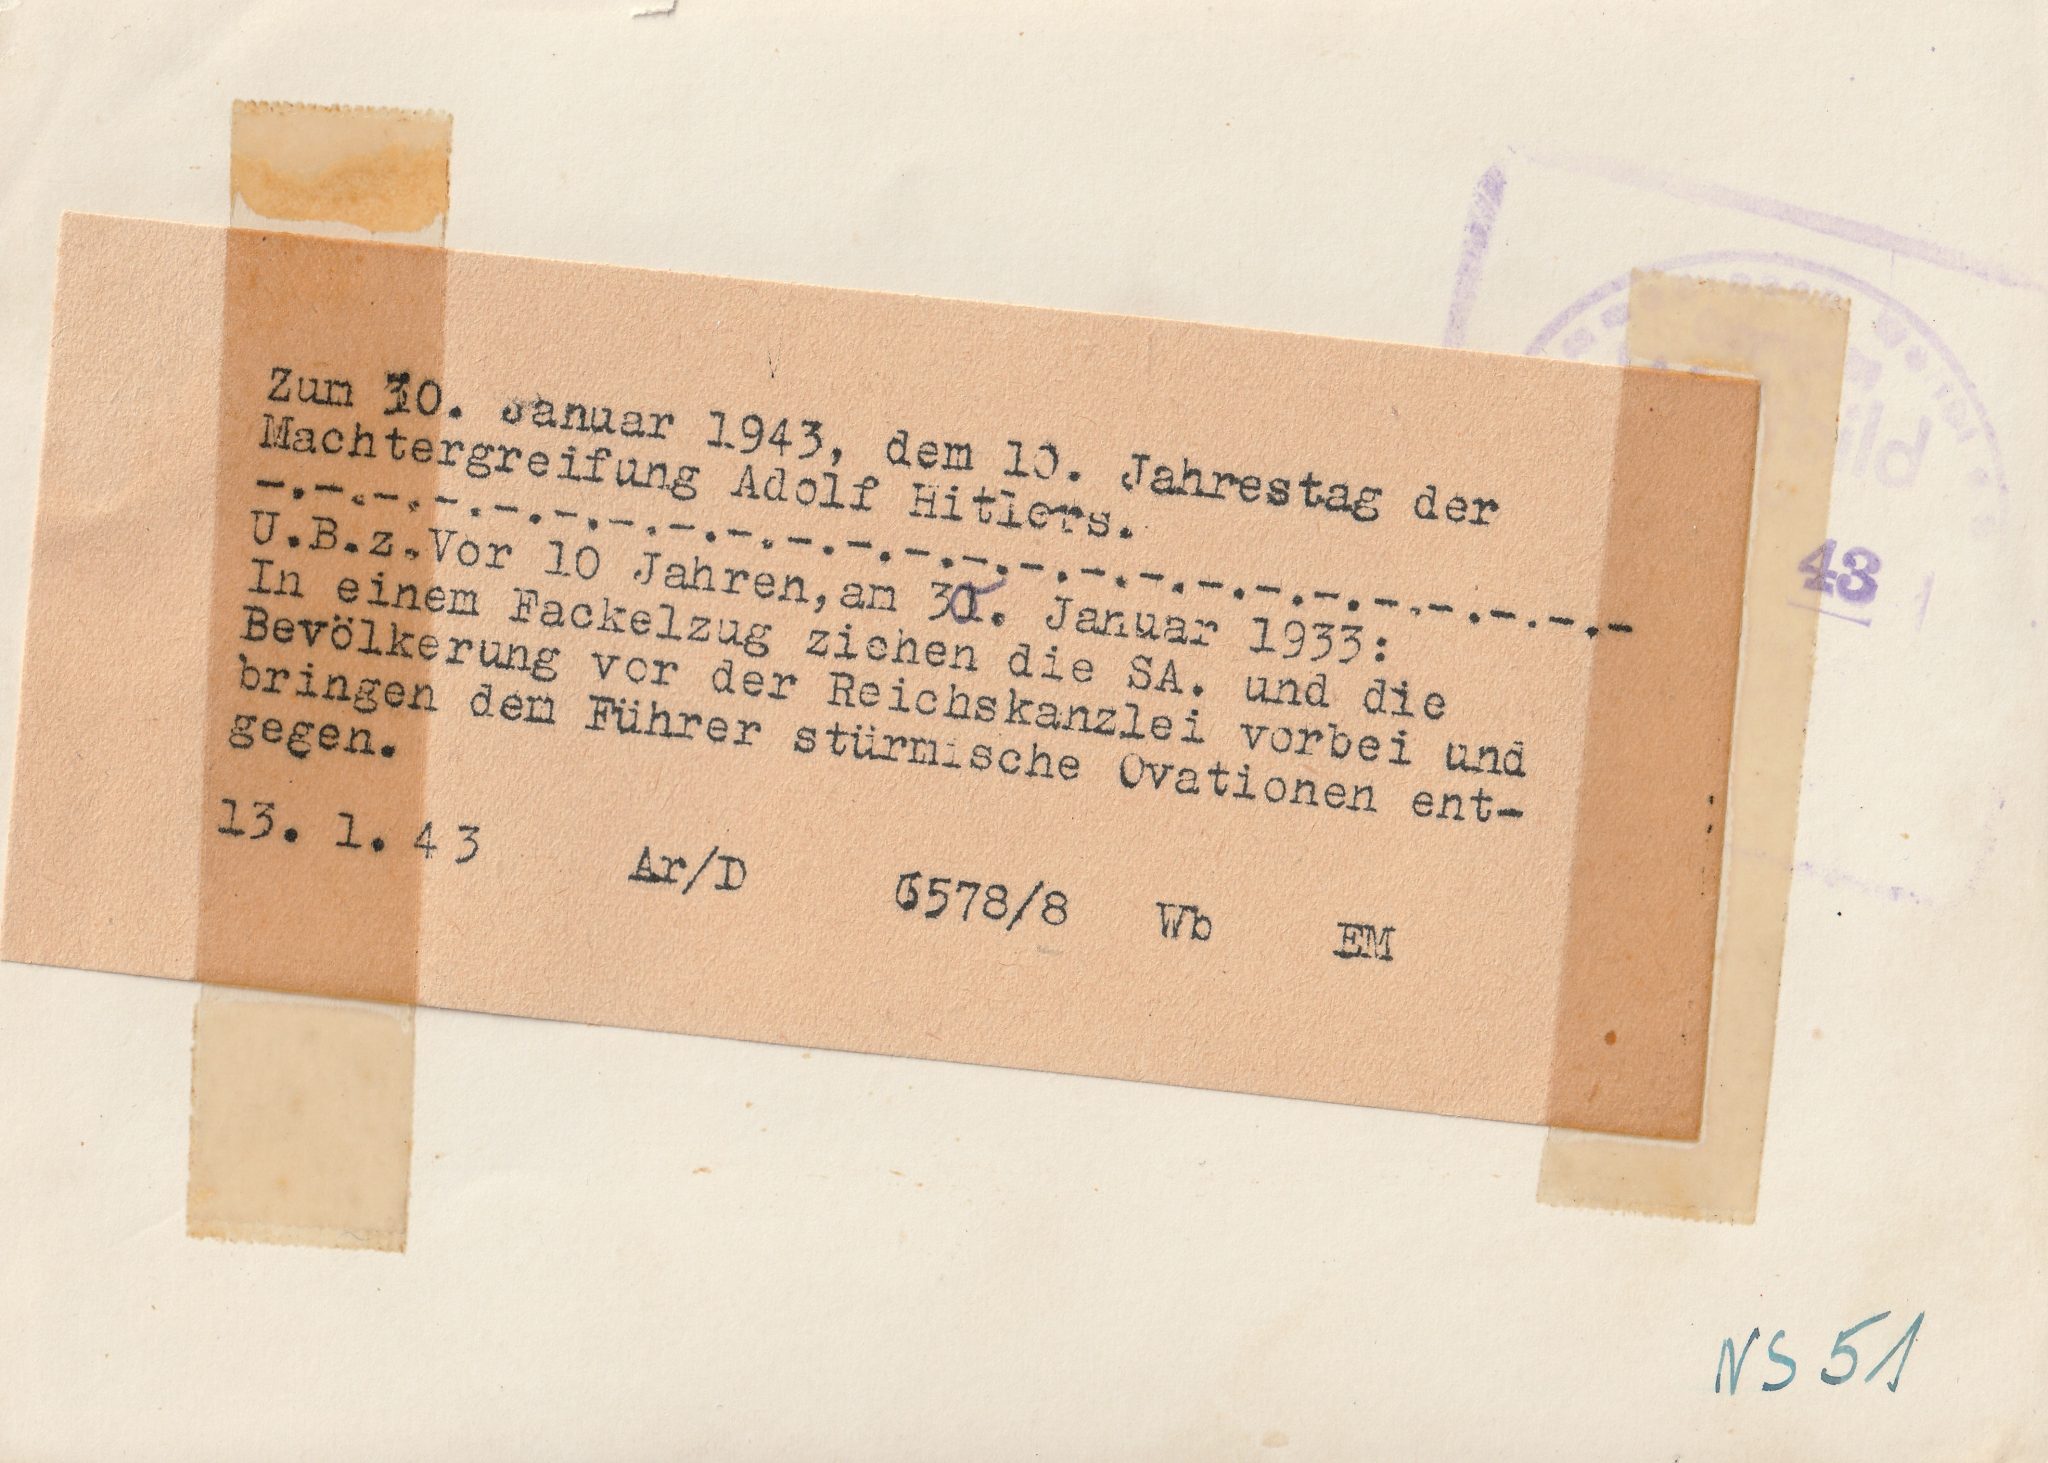 Zum 30. Januar 1943, dem 10. Jahrestag der
Machtergreifung Adolf Hitlers.
-.-.-.-.-.-.-.-.-.-.-.-.-.-.-.-.-.-.-.-.-.-.-.-
U.B.z.Vor 10 Jahren,am 30. Januar 1933:
In einem Fackelzug ziehen die SA. und die
Bevölkerung vor der Reichskanzlei vorbei und
bringen dem Führer stürmische Ovationen ent-
gegen.
13. 1. 43 Ar/D 6578/8 Wb EM
43
NS 51